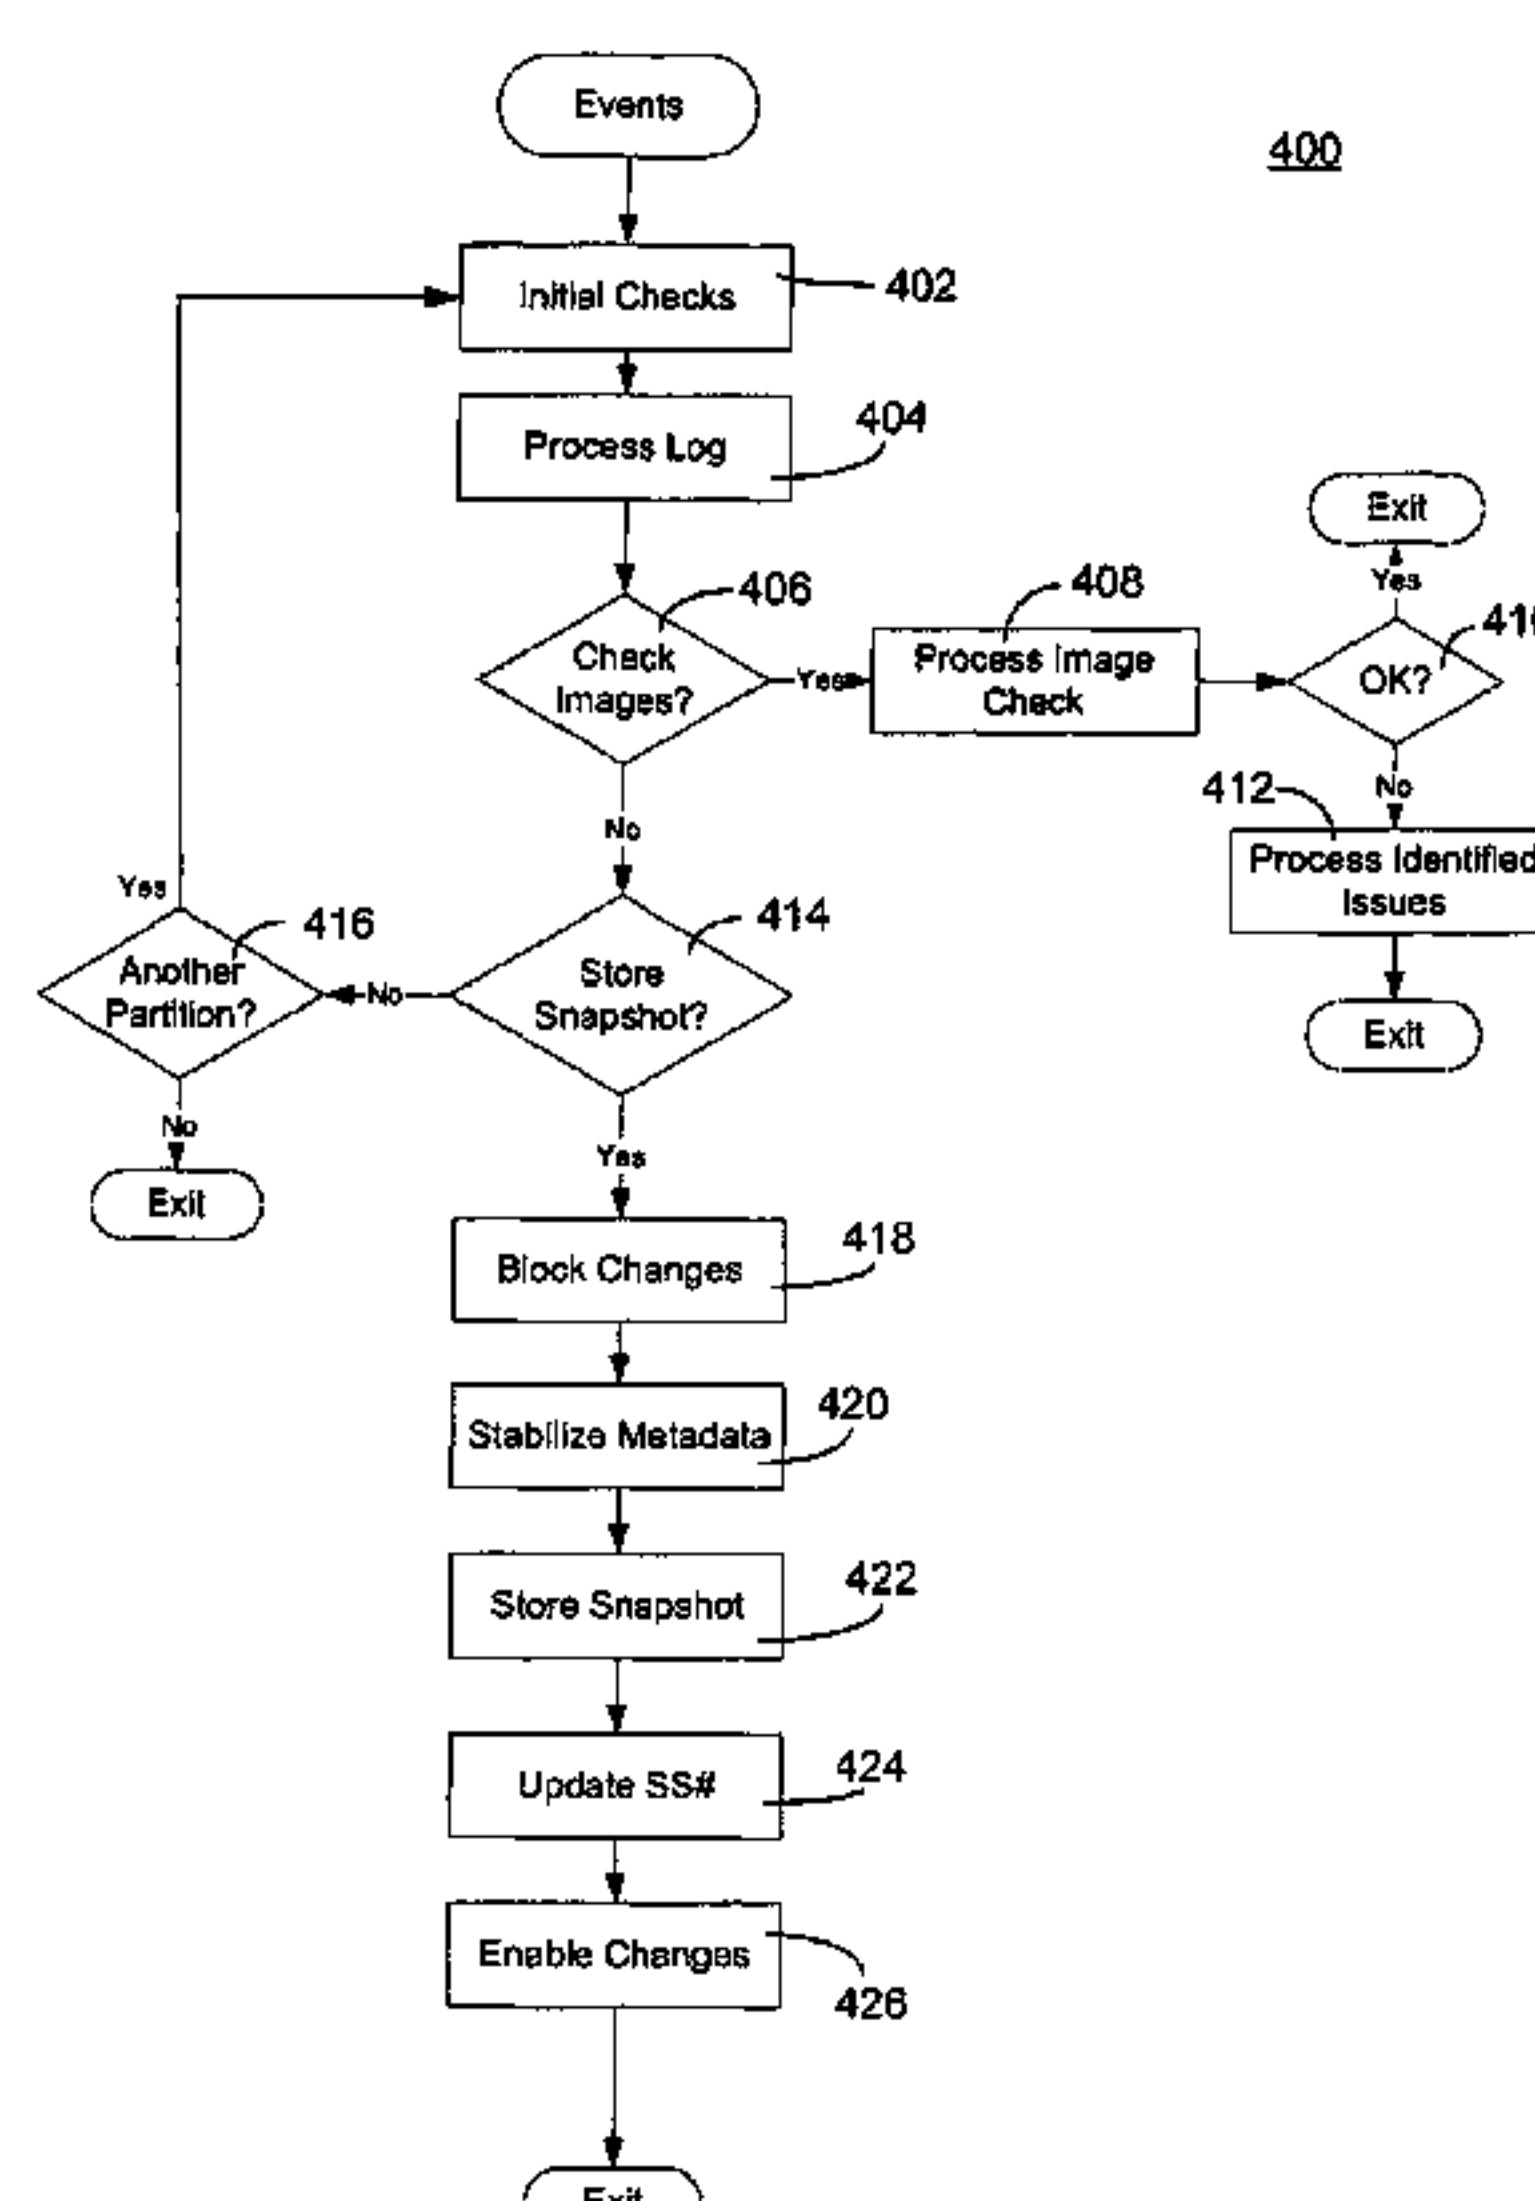 Events
400
Initial Checks
402
Process Log
404
Exit
Yes
406
408
Check
Images?
Yes
Process Image
Check
OK?
No
412
Process Identified
Issues
Exit
No
Yes
416
414
Another
Partition?
No
Store
Snapshot?
No
Exit
Yes
Block Changes
418
Stabilize Metadata
420
Store Snapshot
422
Update SS#
424
Enable Changes
426
Exit